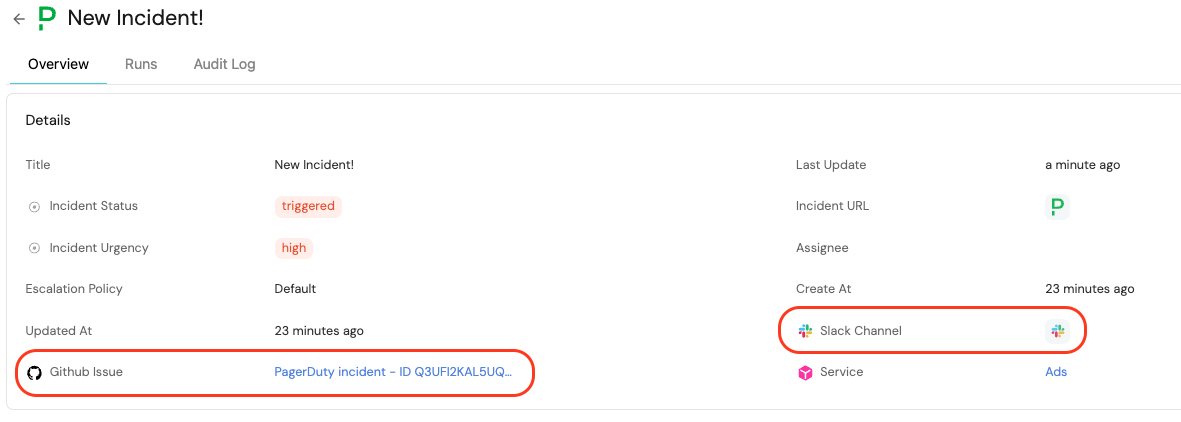 New Incident!
Overview Runs Audit Log
Details
Title New Incident! Last Update a minute ago
Incident Status triggered Incident URL
Incident Urgency high Assignee
Escalation Policy Default Create At 23 minutes ago
Updated At 23 minutes ago Slack Channel
Github Issue PagerDuty incident - ID Q3UFI2KAL5UQ... Service Ads